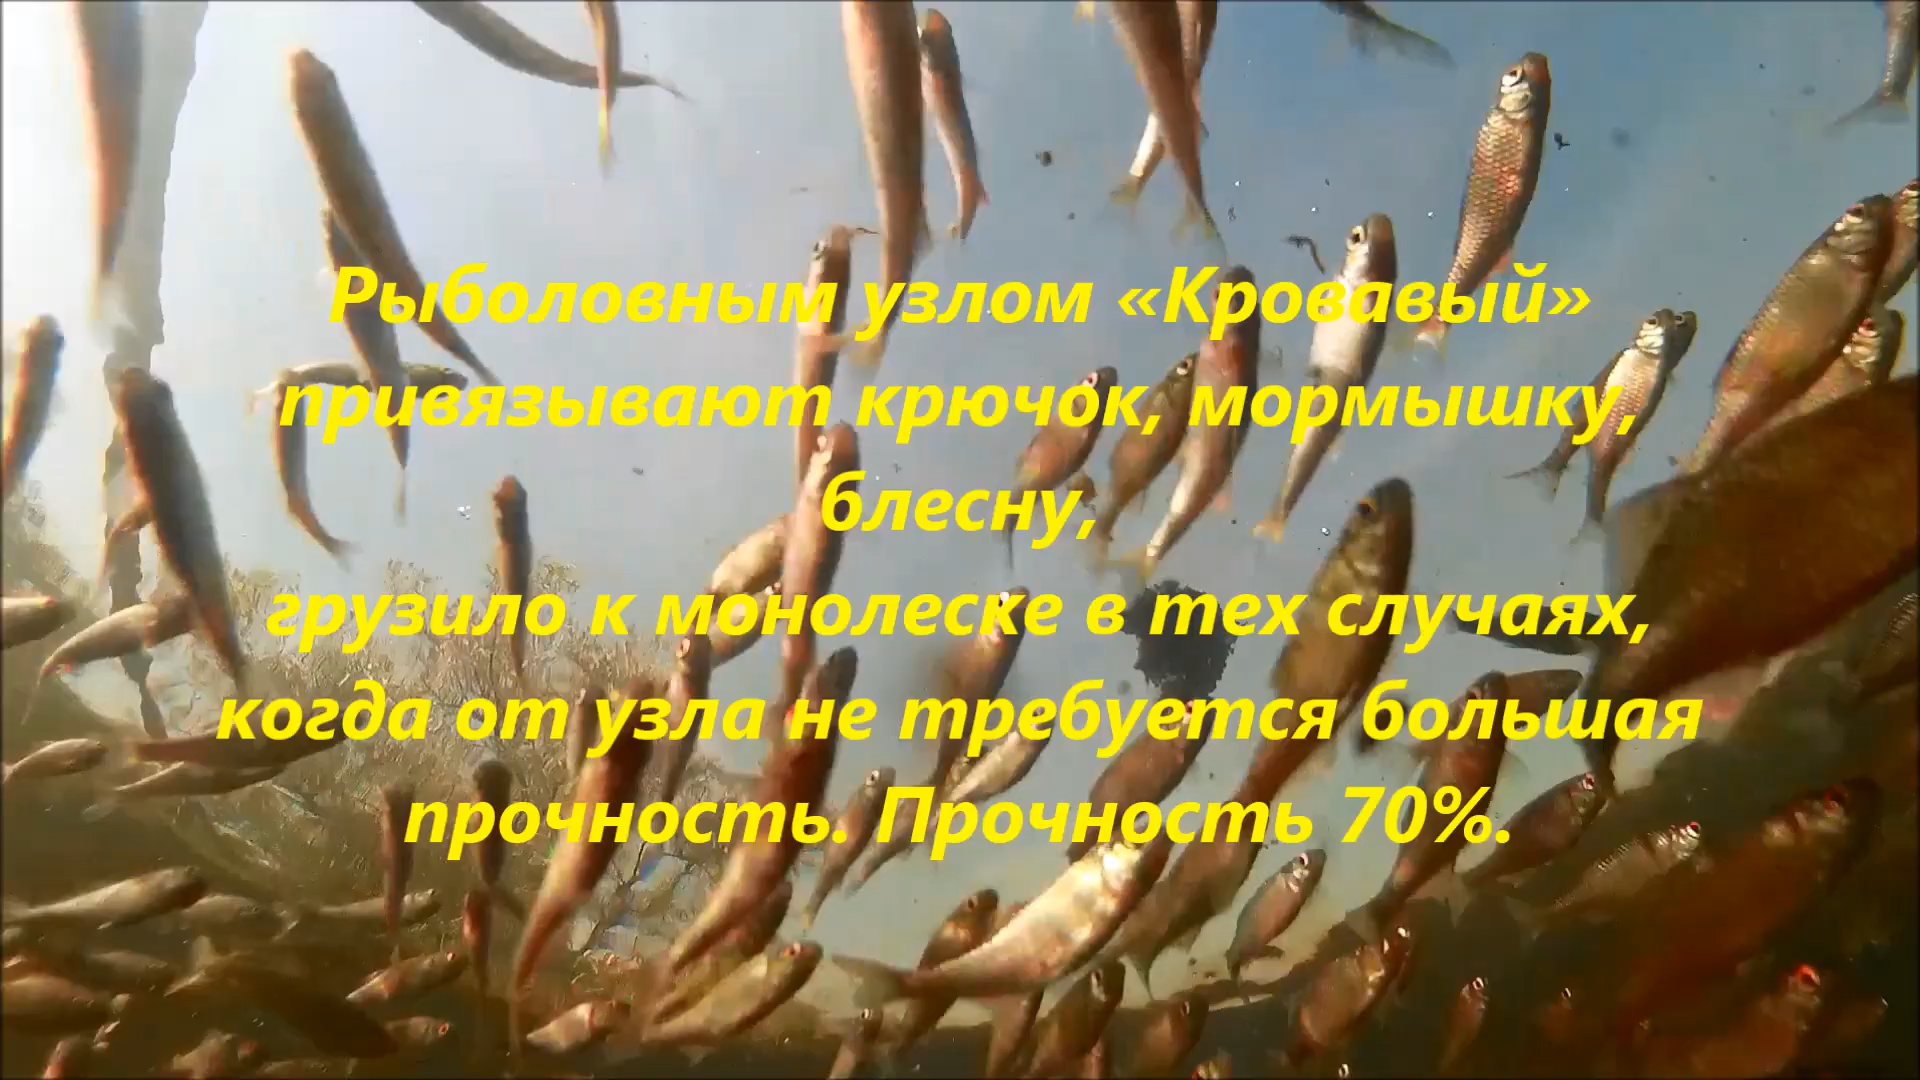 Рыболовным узлом «Кровавый»
привязывают крючок, мормышку,
блесну,
грузило к монолеске в тех случаях,
когда от узла не требуется большая
прочность. Прочность 70%.